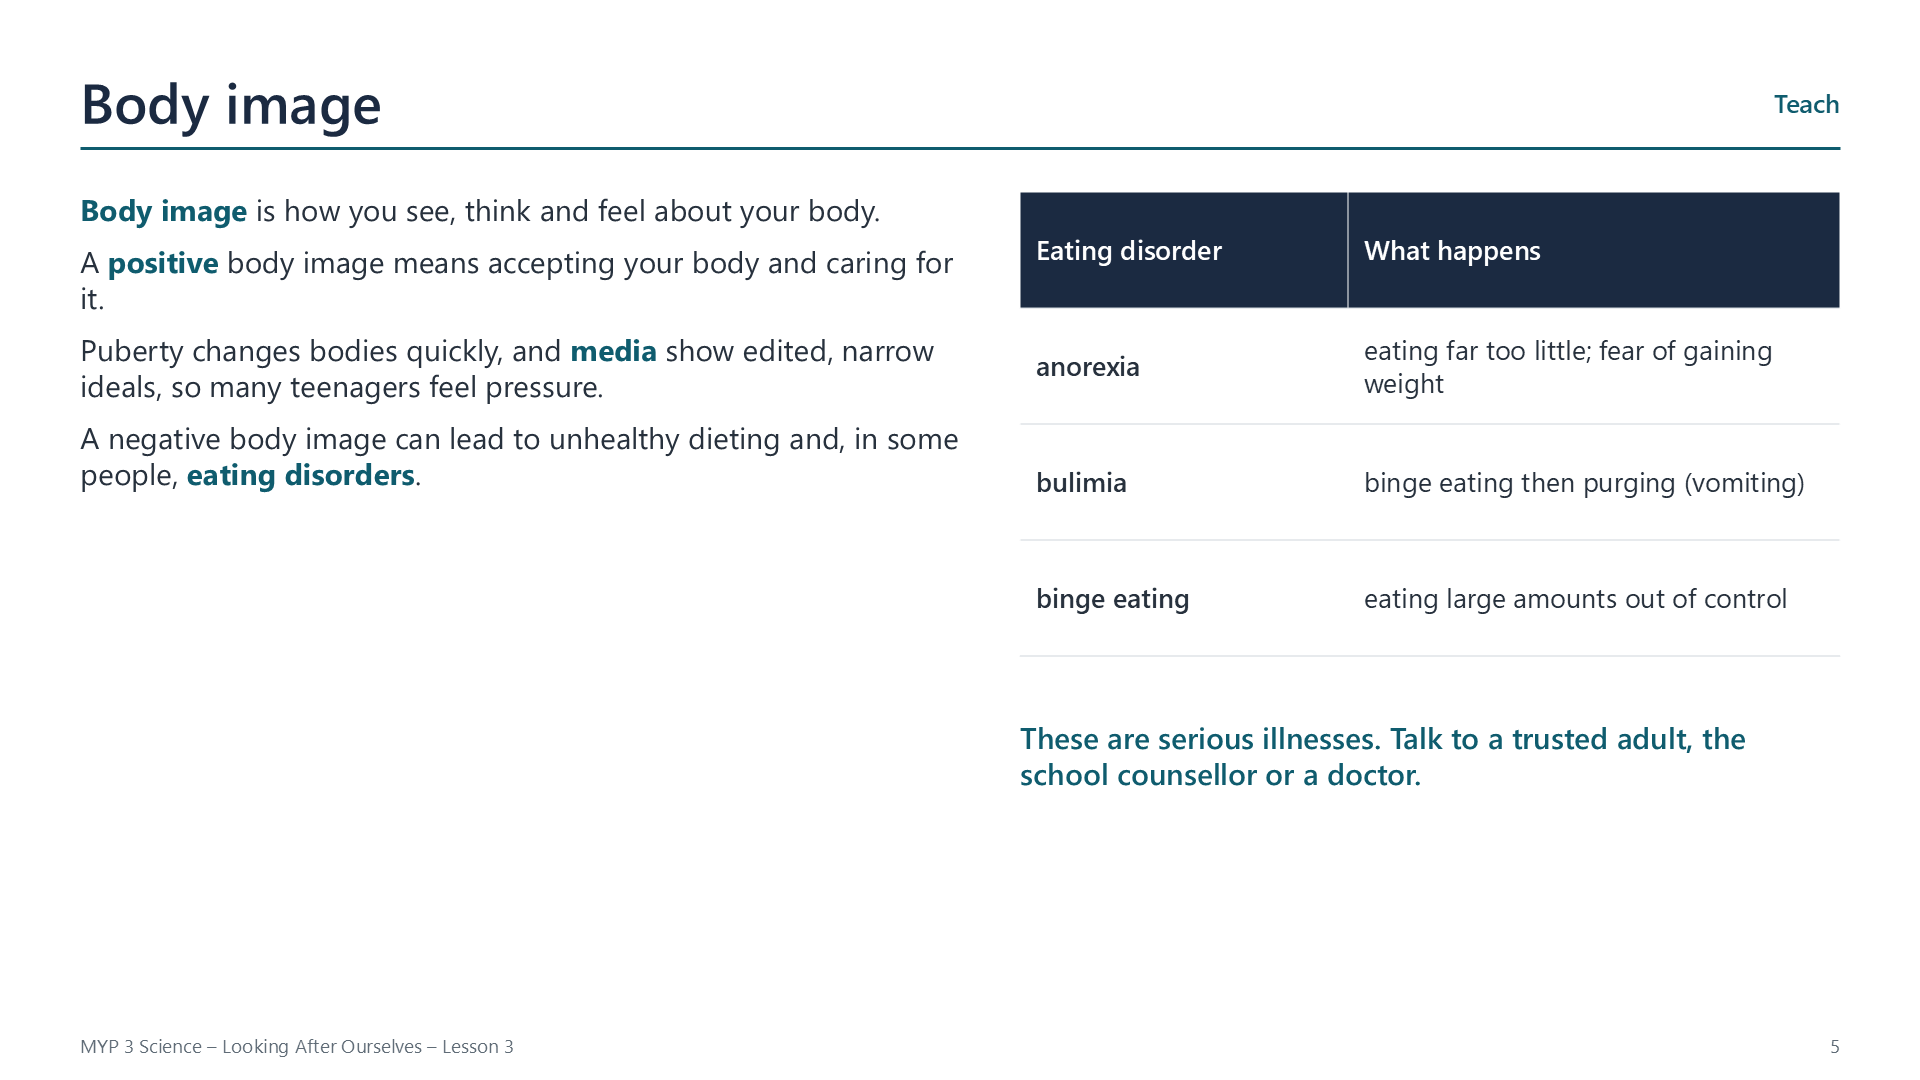 Body image
Teach
Body image is how you see, think and feel about your body.
A positive body image means accepting your body and caring for
it.
Puberty changes bodies quickly, and media show edited, narrow
ideals, so many teenagers feel pressure.
A negative body image can lead to unhealthy dieting and, in some
people, eating disorders.
Eating disorder
What happens
anorexia
eating far too little; fear of gaining
weight
bulimia
binge eating then purging (vomiting)
binge eating
eating large amounts out of control
These are serious illnesses. Talk to a trusted adult, the
school counsellor or a doctor.
MYP 3 Science – Looking After Ourselves – Lesson 3
5